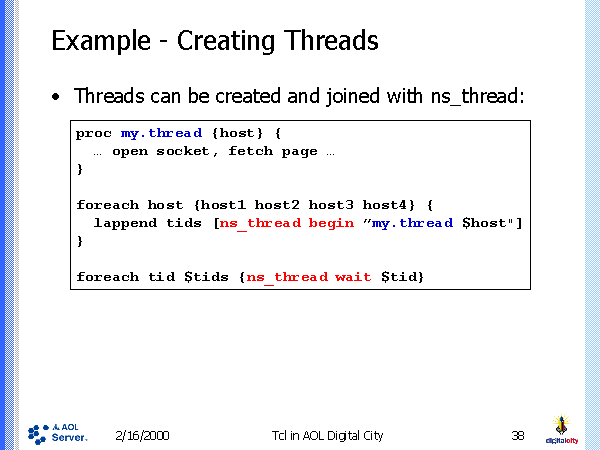 Example - Creating Threads
• Threads can be created and joined with ns_thread:
proc my.thread {host} {
… open socket, fetch page …
}
foreach host {host1 host2 host3 host4} {
lappend tids [ns_thread begin ”my.thread $host"]
}
foreach tid $tids {ns_thread wait $tid}
AOL
Server.
2/16/2000
Tcl in AOL Digital City
38
digitalcity